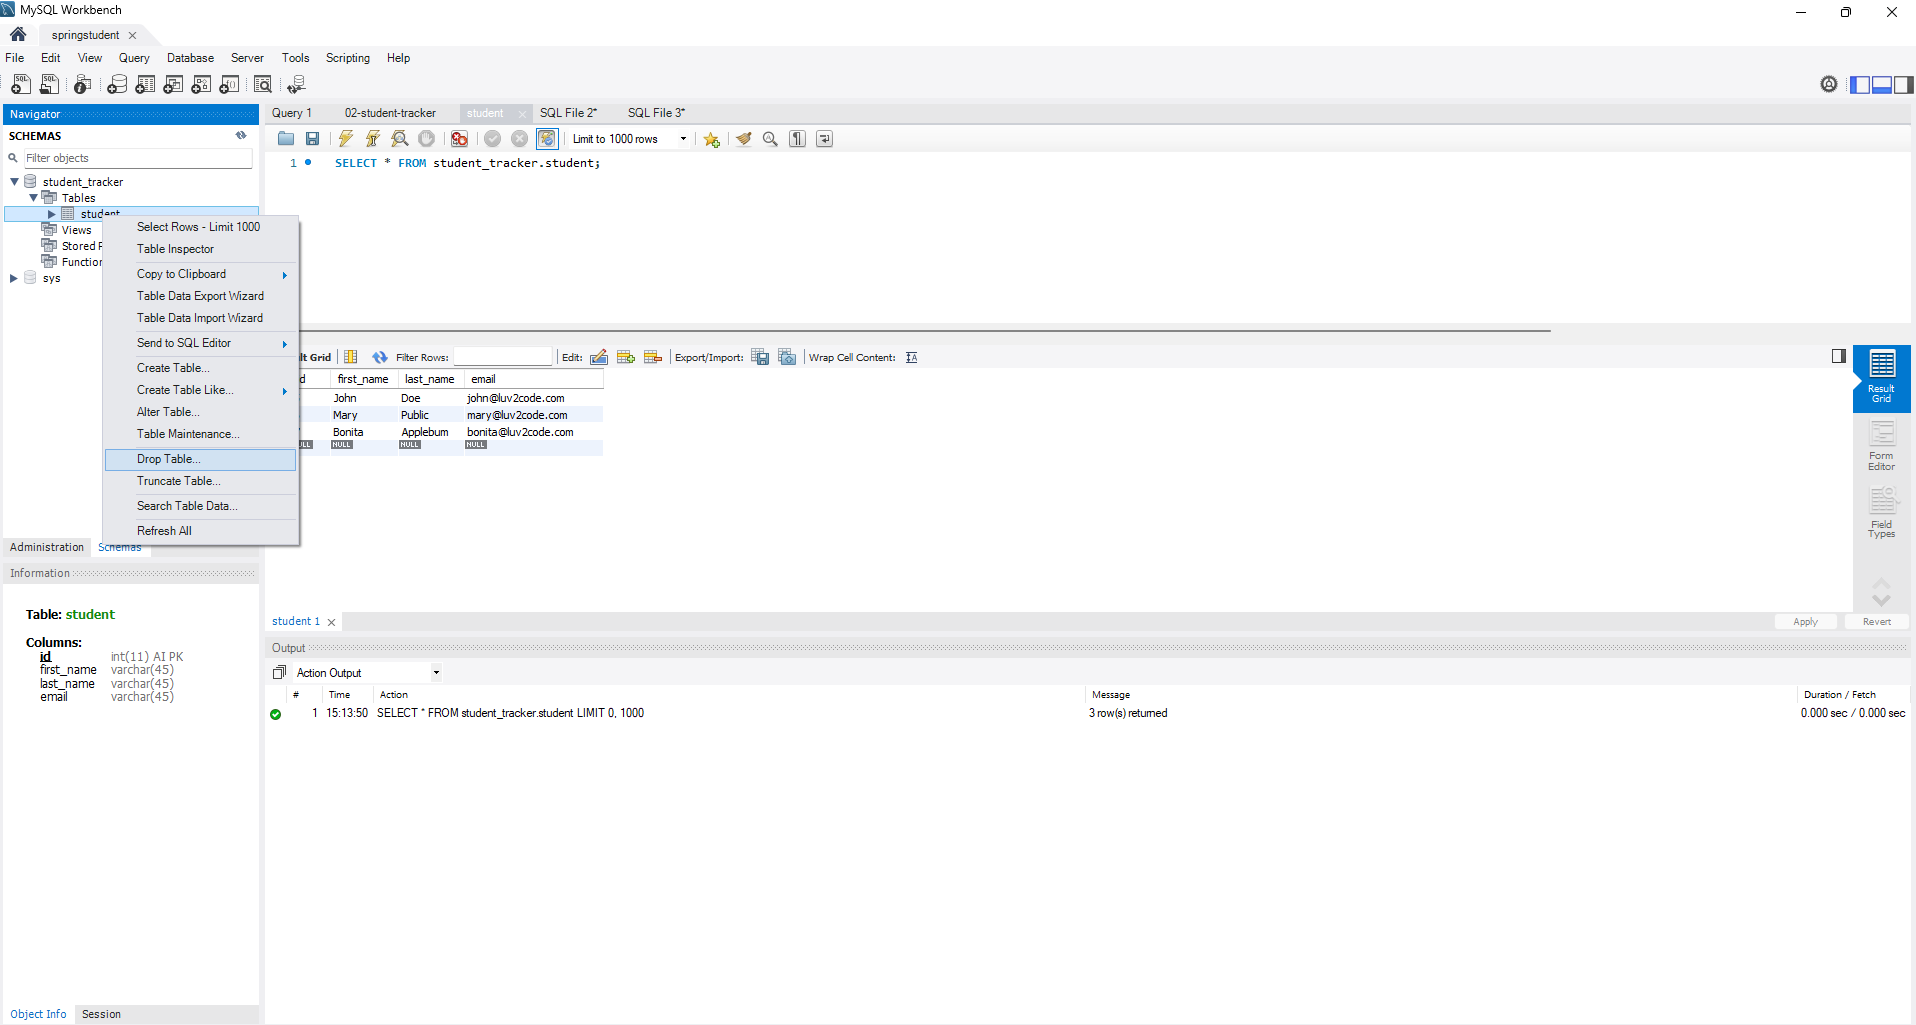 MySQL Workbench
springstudent
File Edit View Query Database Server Tools Scripting Help
Navigator
SCHEMAS
Filter objects
student_tracker
Tables
student
Views
Stored P
Function
sys
Select Rows - Limit 1000
Table Inspector
Copy to Clipboard
Table Data Export Wizard
Table Data Import Wizard
Send to SQL Editor
Create Table...
Create Table Like...
Alter Table...
Table Maintenance...
Drop Table...
Truncate Table...
Search Table Data...
Refresh All
Administration Schemas
Information
Table: student
Columns:
id int(11) AI PK
first_name varchar(45)
last_name varchar(45)
email varchar(45)
Object Info Session
Query 1 02-student-tracker student SQL File 2* SQL File 3*
Limit to 1000 rows
1 SELECT * FROM student_tracker.student;
ult Grid Filter Rows: Edit: Export/Import: Wrap Cell Content:
d first_name last_name email
John Doe john@luv2code.com
Mary Public mary@luv2code.com
Bonita Applebum bonita@luv2code.com
NULL NULL NULL NULL
Result
Grid
Form
Editor
Field
Types
student 1 Apply Revert
Output
Action Output
# Time Action Message Duration / Fetch
1 15:13:50 SELECT * FROM student_tracker.student LIMIT 0, 1000 3 row(s) returned 0.000 sec / 0.000 sec